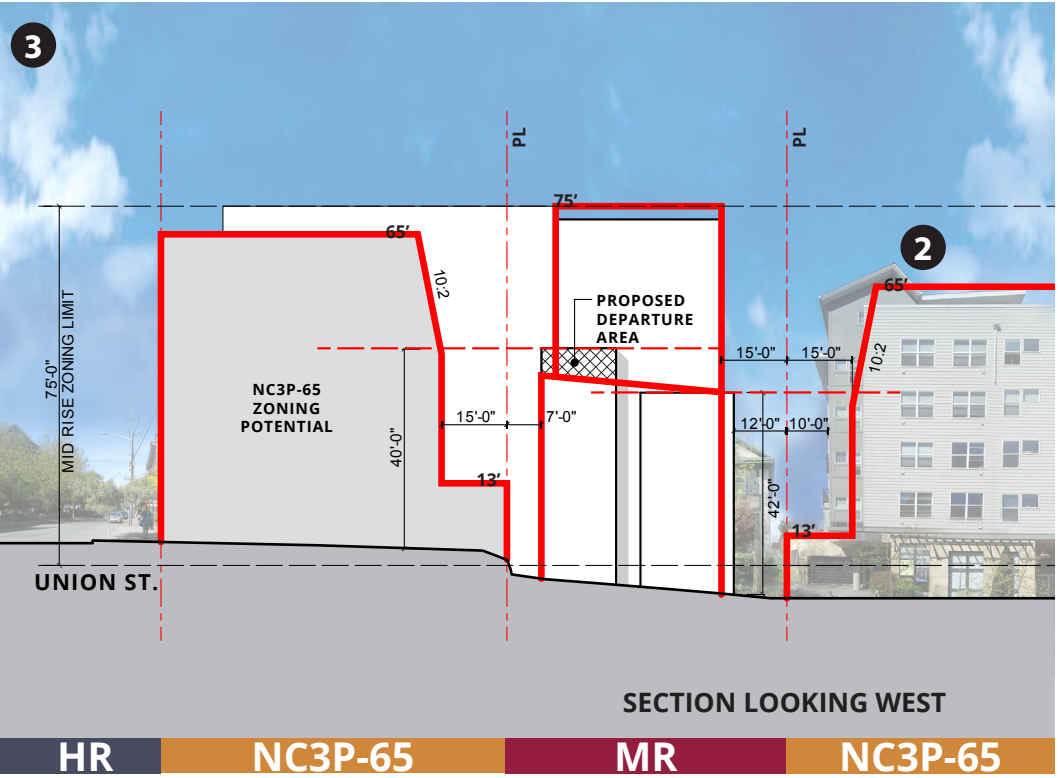 3
PL
PL
75'
65'
2
65'
10:2
PROPOSED
DEPARTURE
AREA
15'-0"
15'-0"
10:2
75'-0"
MID RISE ZONING LIMIT
NC3P-65
ZONING
POTENTIAL
40'-0"
15'-0"
7'-0"
12'-0"
10'-0"
13'
42'-0"
13'
UNION ST.
SECTION LOOKING WEST
HR
NC3P-65
MR
NC3P-65